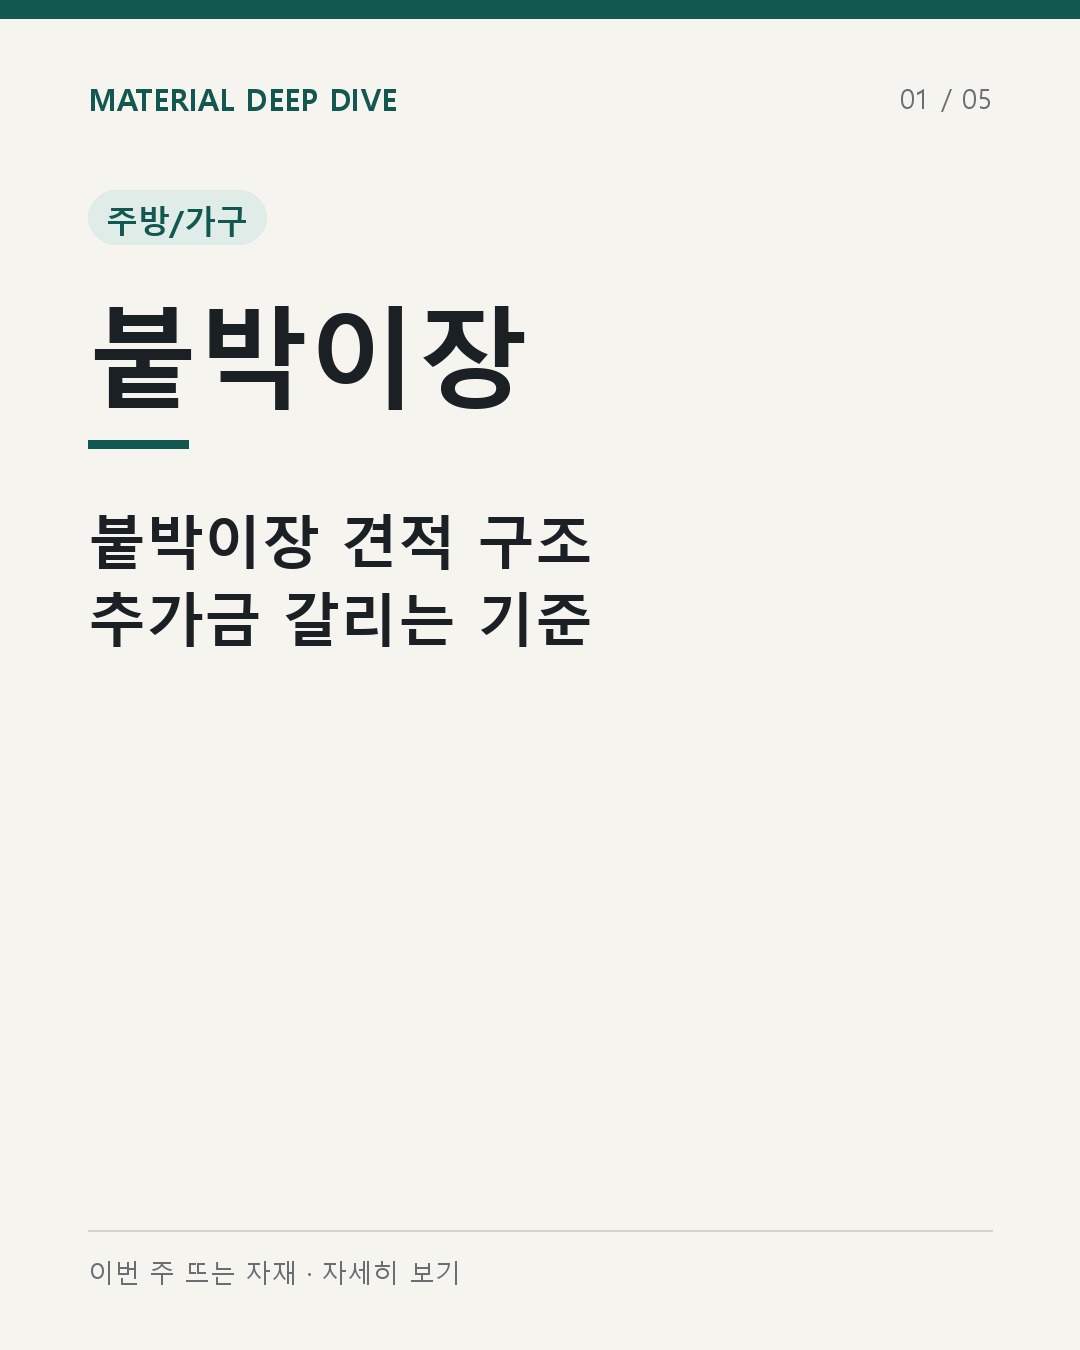 MATERIAL DEEP DIVE
01 / 05
주방/가구
붙박이장
붙박이장 견적 구조
추가금 갈리는 기준
이번 주 뜨는 자재 · 자세히 보기